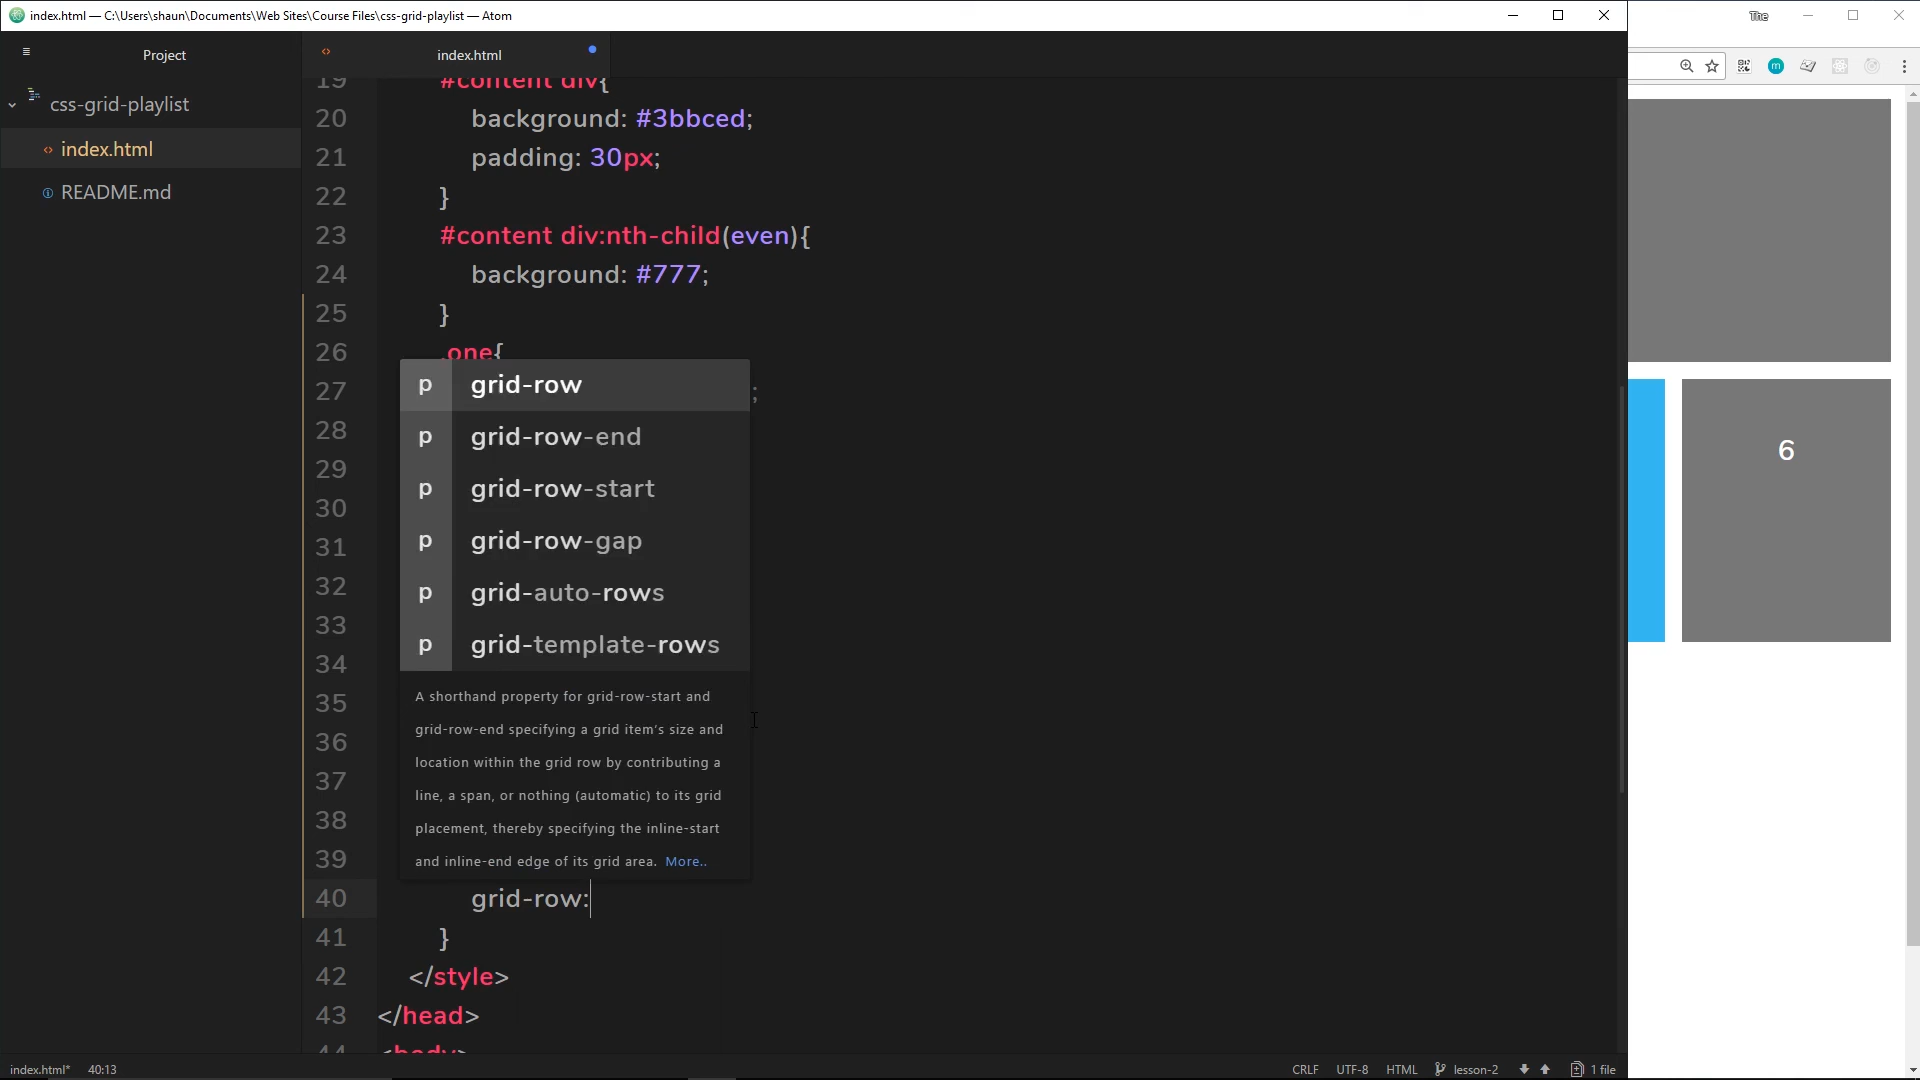 index.html — C:\Users\shaun\Documents\Web Sites\Course Files\css-grid-playlist — Atom
The
Project
index.html
css-grid-playlist
index.html
README.md
19 #content div{
20 background: #3bbced;
21 padding: 30px;
22 }
23 #content div:nth-child(even){
24 background: #777;
25 }
26 .one{
27 ;
28
29
30
31
32
33
34
35
36
37
38
39
p grid-row
p grid-row-end
p grid-row-start
p grid-row-gap
p grid-auto-rows
p grid-template-rows
A shorthand property for grid-row-start and
grid-row-end specifying a grid item's size and
location within the grid row by contributing a
line, a span, or nothing (automatic) to its grid
placement, thereby specifying the inline-start
and inline-end edge of its grid area. More..
40 grid-row:
41 }
42 </style>
43 </head>
44 <body>
6
m
index.html* 40:13
CRLF UTF-8 HTML lesson-2 1 file